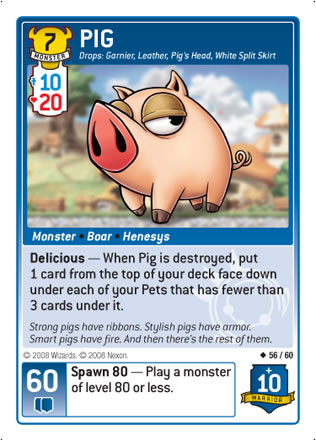 7
MONSTER
PIG
Drops: Garnier, Leather, Pig's Head, White Split Skirt
10
20
Monster • Boar • Henesys
Delicious — When Pig is destroyed, put
1 card from the top of your deck face down
under each of your Pets that has fewer than
3 cards under it.
Strong pigs have ribbons. Stylish pigs have armor.
Smart pigs have fire. And then there's the rest of them.
© 2008 Wizards. © 2008 Nexon.
◆ 56 / 60
60
Spawn 80 — Play a monster
of level 80 or less.
+
10
WARRIOR